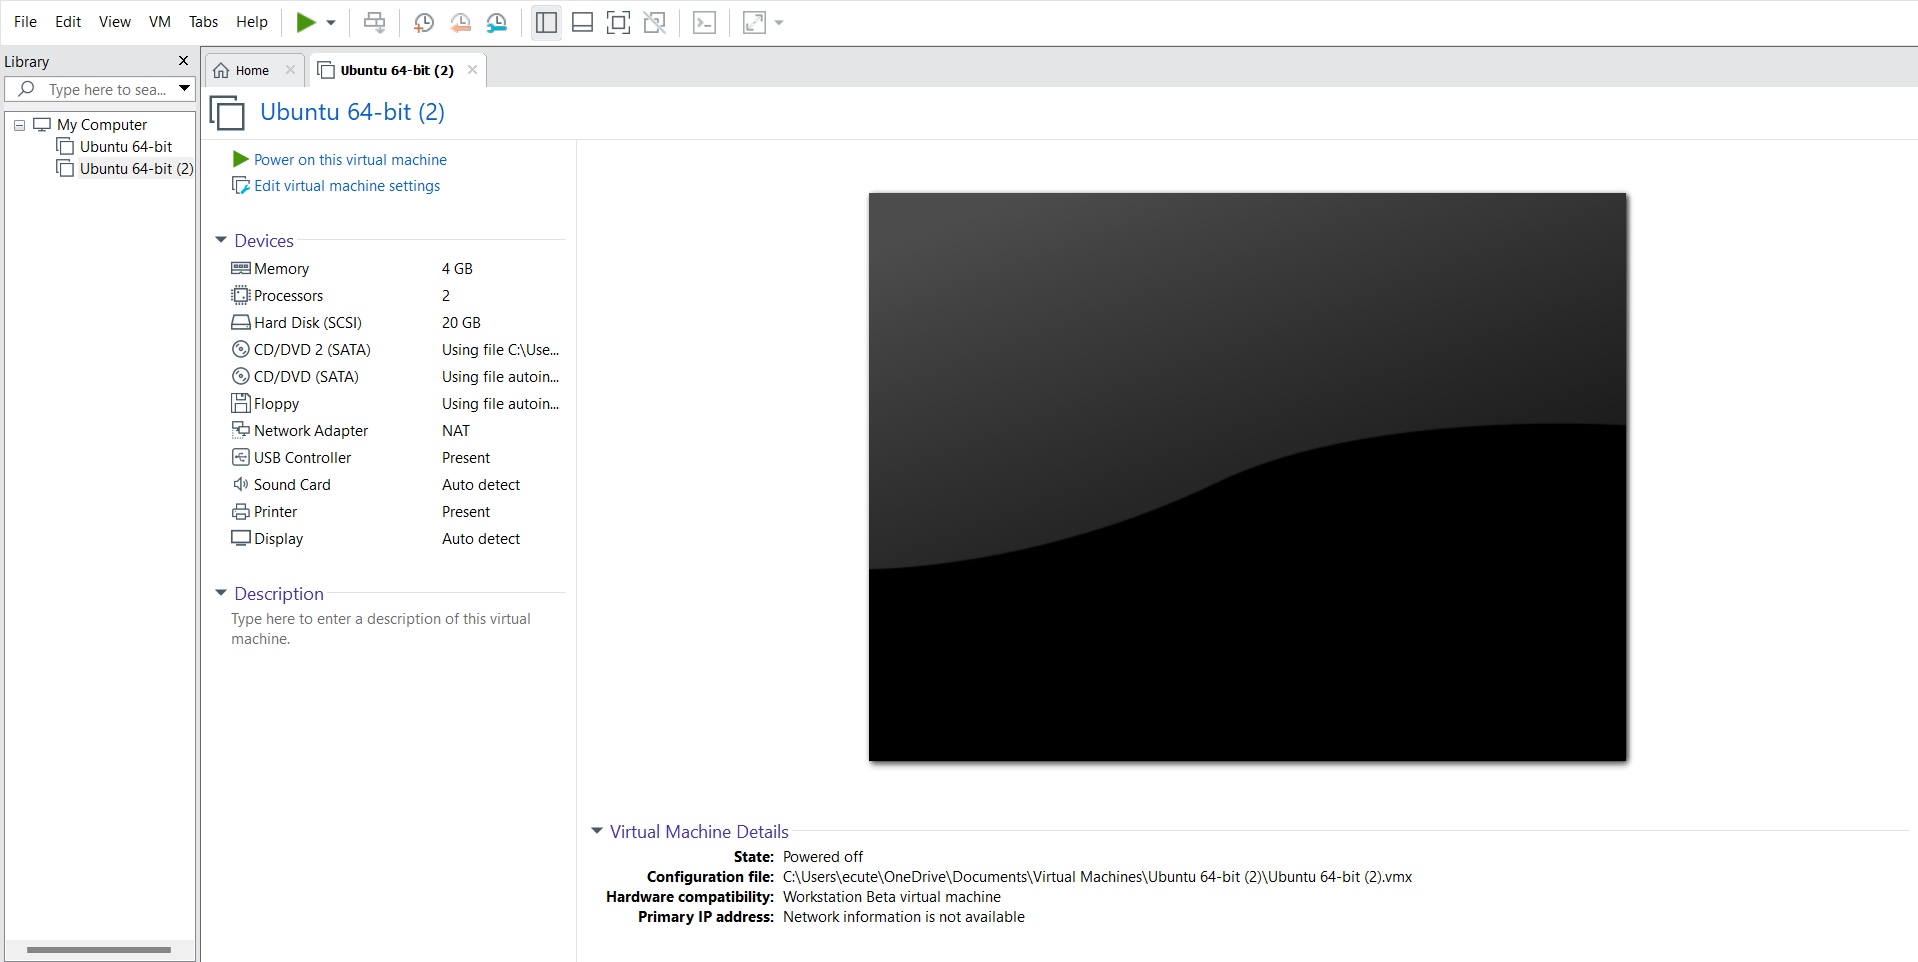 File Edit View VM Tabs Help
Library
Type here to sea...
My Computer
Ubuntu 64-bit
Ubuntu 64-bit (2)
Home
Ubuntu 64-bit (2)
Ubuntu 64-bit (2)
Power on this virtual machine
Edit virtual machine settings
Devices
Memory 4 GB
Processors 2
Hard Disk (SCSI) 20 GB
CD/DVD 2 (SATA) Using file C:\Use...
CD/DVD (SATA) Using file autoin...
Floppy Using file autoin...
Network Adapter NAT
USB Controller Present
Sound Card Auto detect
Printer Present
Display Auto detect
Description
Type here to enter a description of this virtual
machine.
Virtual Machine Details
State: Powered off
Configuration file: C:\Users\ecute\OneDrive\Documents\Virtual Machines\Ubuntu 64-bit (2)\Ubuntu 64-bit (2).vmx
Hardware compatibility: Workstation Beta virtual machine
Primary IP address: Network information is not available